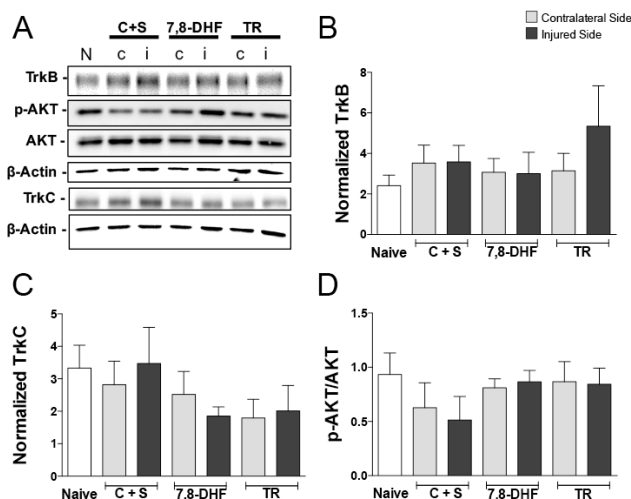 A
C+S 7,8-DHF TR
N c i c i c i
TrkB -
p-AKT -
AKT -
β-Actin -
TrkC -
β-Actin -
B
Contralateral Side
Injured Side
Normalized TrkB
8
6
4
2
0
Naive C + S 7,8-DHF TR
C
Normalized TrkC
5
4
3
2
1
0
Naive C + S 7.8-DHF TR
D
p-AKT/AKT
1.5
1.0
0.5
0.0
Naive C + S 7.8-DHF TR